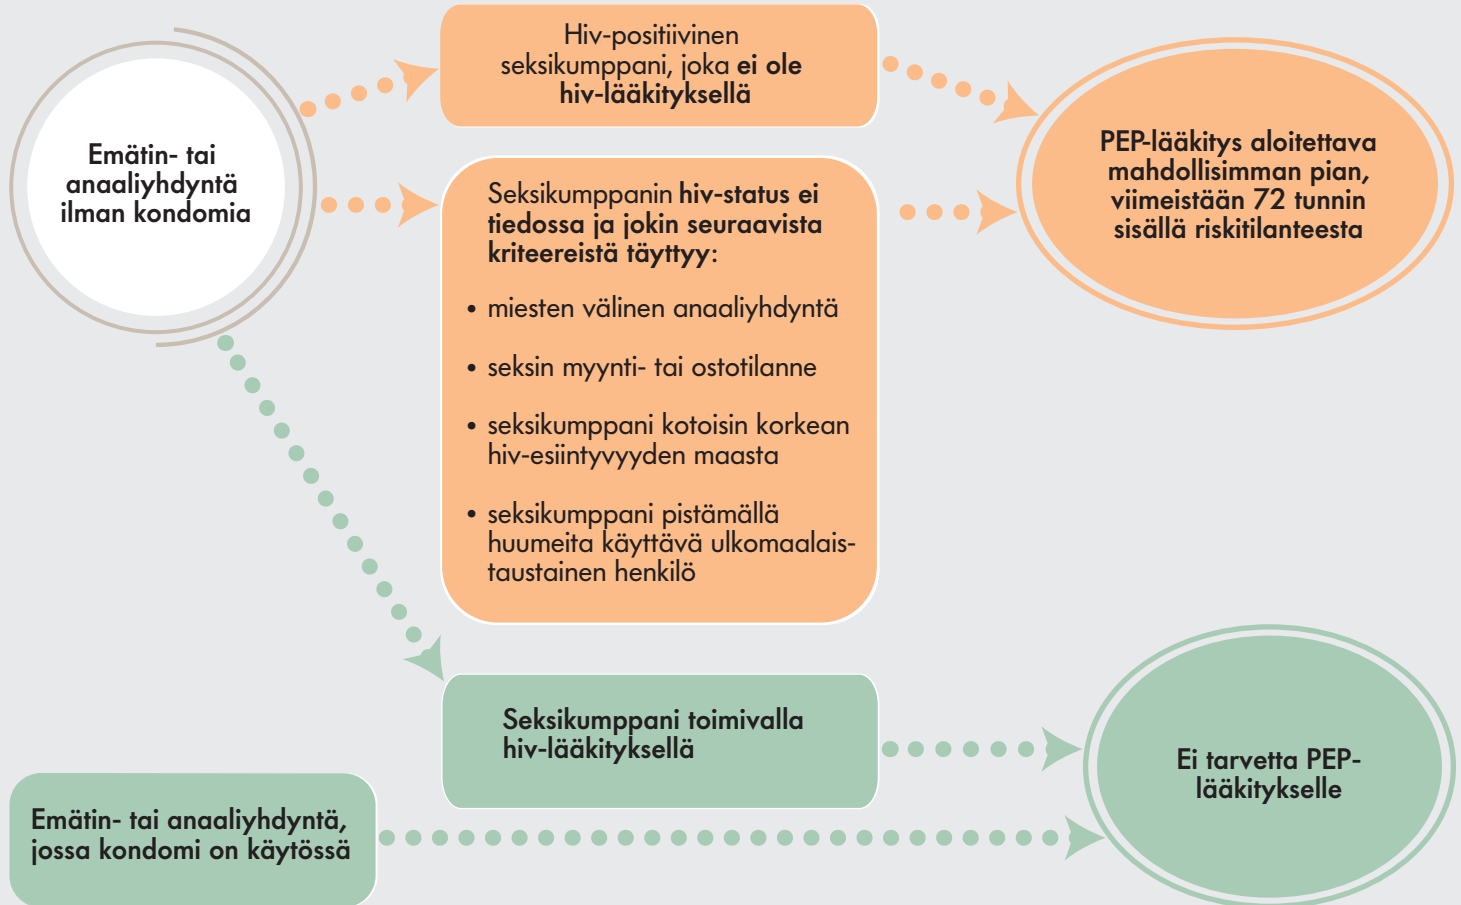 Emätin- tai
anaaliyhdyntä
ilman kondomia
Hiv-positiivinen
seksikumppani, joka ei ole
hiv-lääkityksellä
Seksikumppanin hiv-status ei
tiedossa ja jokin seuraavista
kriteereistä täyttyy:
• miesten välinen anaaliyhdyntä
• seksin myynti- tai ostotilanne
• seksikumppani kotoisin korkean
hiv-esiintyvyyden maasta
• seksikumppani pistämällä
huumeita käyttävä ulkomaalais-
taustainen henkilö
PEP-lääkitys aloitettava
mahdollisimman pian,
viimeistään 72 tunnin
sisällä riskitilanteesta
Seksikumppani toimivalla
hiv-lääkityksellä
Emätin- tai anaaliyhdyntä,
jossa kondomi on käytössä
Ei tarvetta PEP-
lääkitykselle